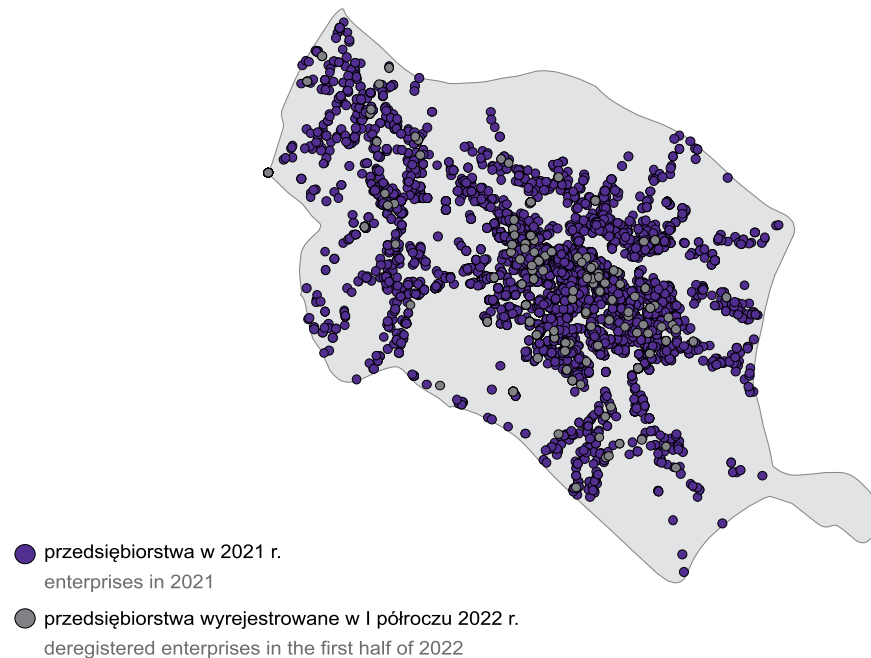 przedsiębiorstwa w 2021 r.
enterprises in 2021
przedsiębiorstwa wyrejestrowane w I półroczu 2022 r.
deregistered enterprises in the first half of 2022